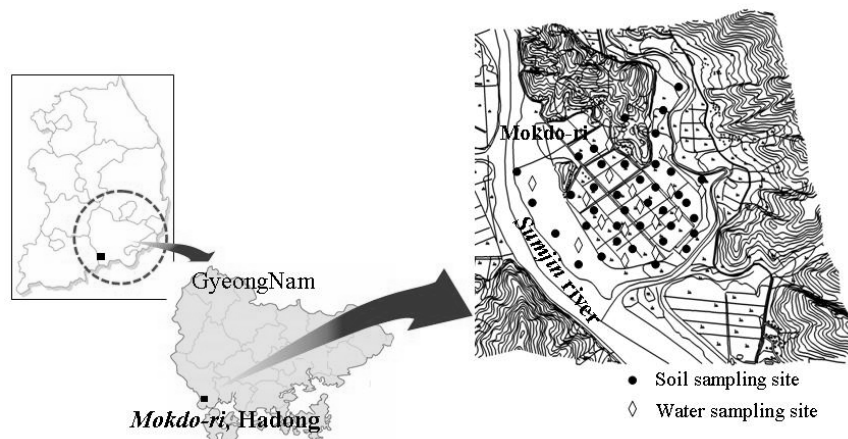 GyeongNam
Mokdo-ri, Hadong
Mokdo-ri
Sumjin river
Soil sampling site
Water sampling site